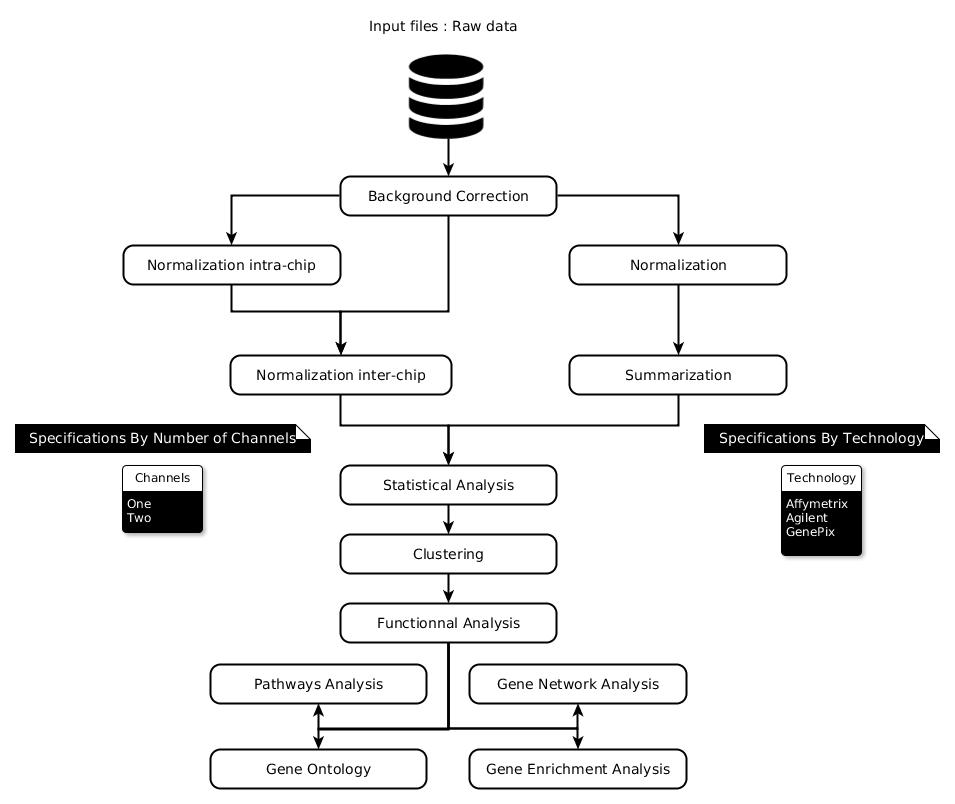 Input files : Raw data
Background Correction
Normalization intra-chip
Normalization
Normalization inter-chip
Summarization
Specifications By Number of Channels
Specifications By Technology
Channels
One
Two
Technology
Affymetrix
Agilent
GenePix
Statistical Analysis
Clustering
Functionnal Analysis
Pathways Analysis
Gene Network Analysis
Gene Ontology
Gene Enrichment Analysis